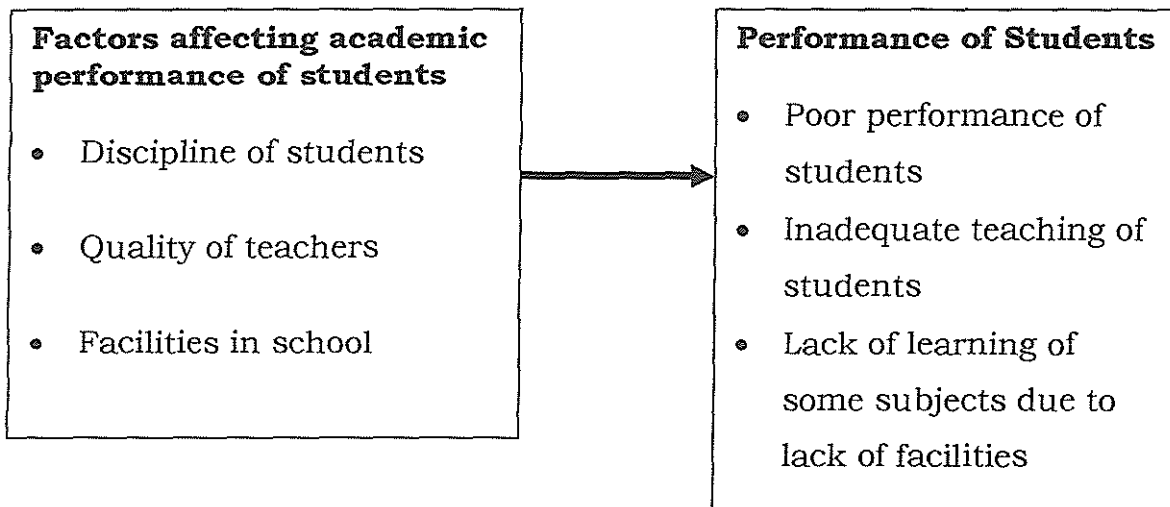 Factors affecting academic
performance of students
• Discipline of students
• Quality of teachers
• Facilities in school
Performance of Students
• Poor performance of
students
• Inadequate teaching of
students
• Lack of learning of
some subjects due to
lack of facilities